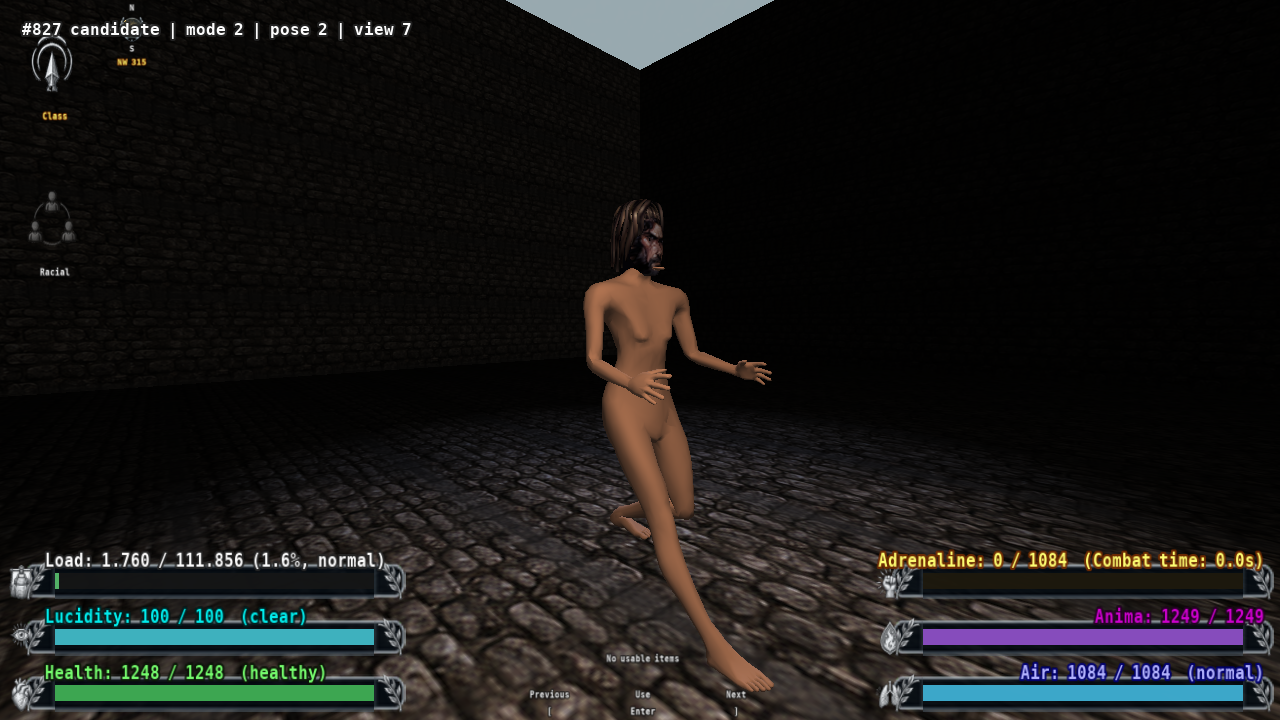 #827 candidate | mode 2 | pose 2 | view 7
N
S
NW 315
Class
Racial
Load: 1.760 / 111.856 (1.6%, normal)
Lucidity: 100 / 100 (clear)
Health: 1248 / 1248 (healthy)
No usable items
Previous
[
Use
Enter
Next
]
Adrenaline: 0 / 1084 (Combat time: 0.0s)
Anima: 1249 / 1249
Air: 1084 / 1084 (normal)